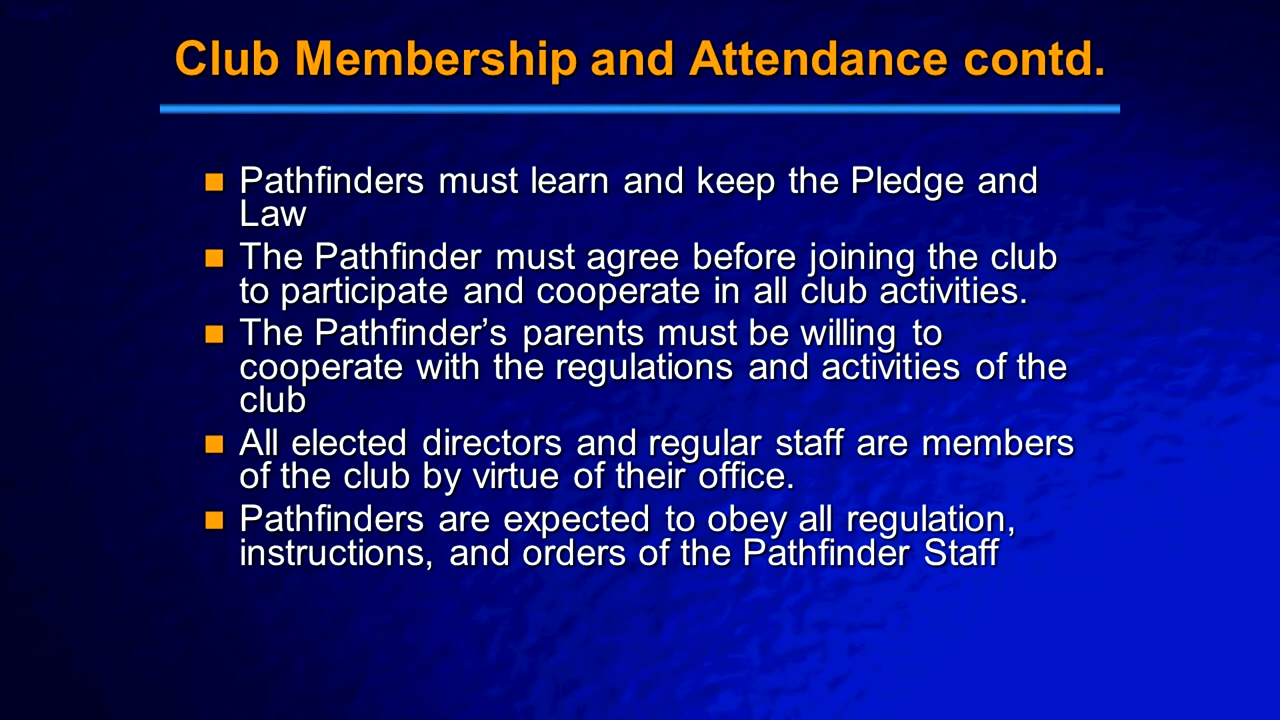 Club Membership and Attendance contd.
Pathfinders must learn and keep the Pledge and
Law
The Pathfinder must agree before joining the club
to participate and cooperate in all club activities.
The Pathfinder’s parents must be willing to
cooperate with the regulations and activities of the
club
All elected directors and regular staff are members
of the club by virtue of their office.
Pathfinders are expected to obey all regulation,
instructions, and orders of the Pathfinder Staff